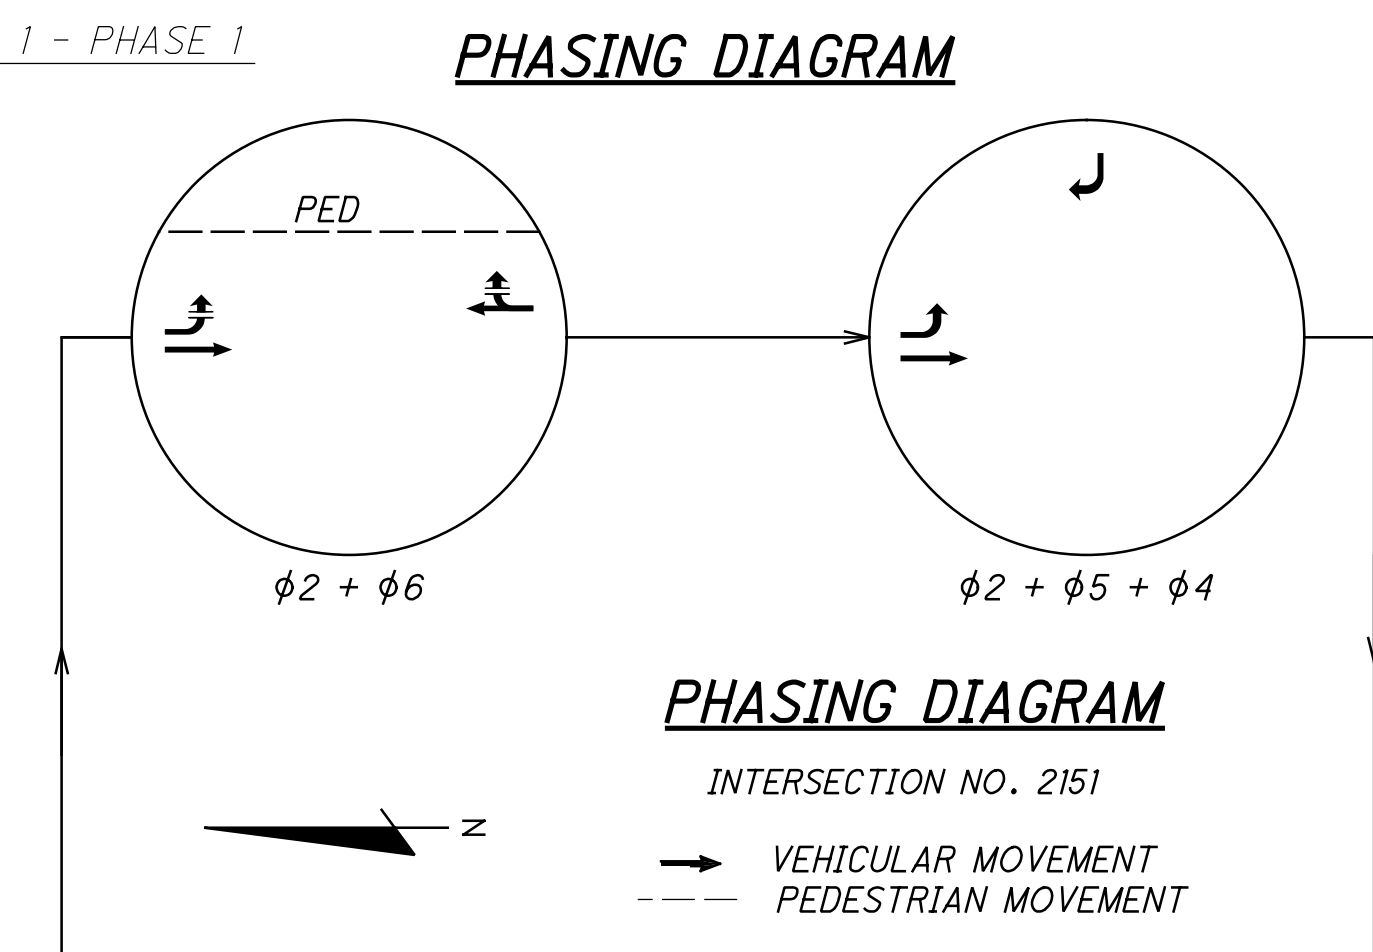 1 - PHASE 1
PHASING DIAGRAM
PED
ϕ2 + ϕ6
ϕ2 + ϕ5 + ϕ4
PHASING DIAGRAM
INTERSECTION NO. 2151
N
VEHICULAR MOVEMENT
PEDESTRIAN MOVEMENT